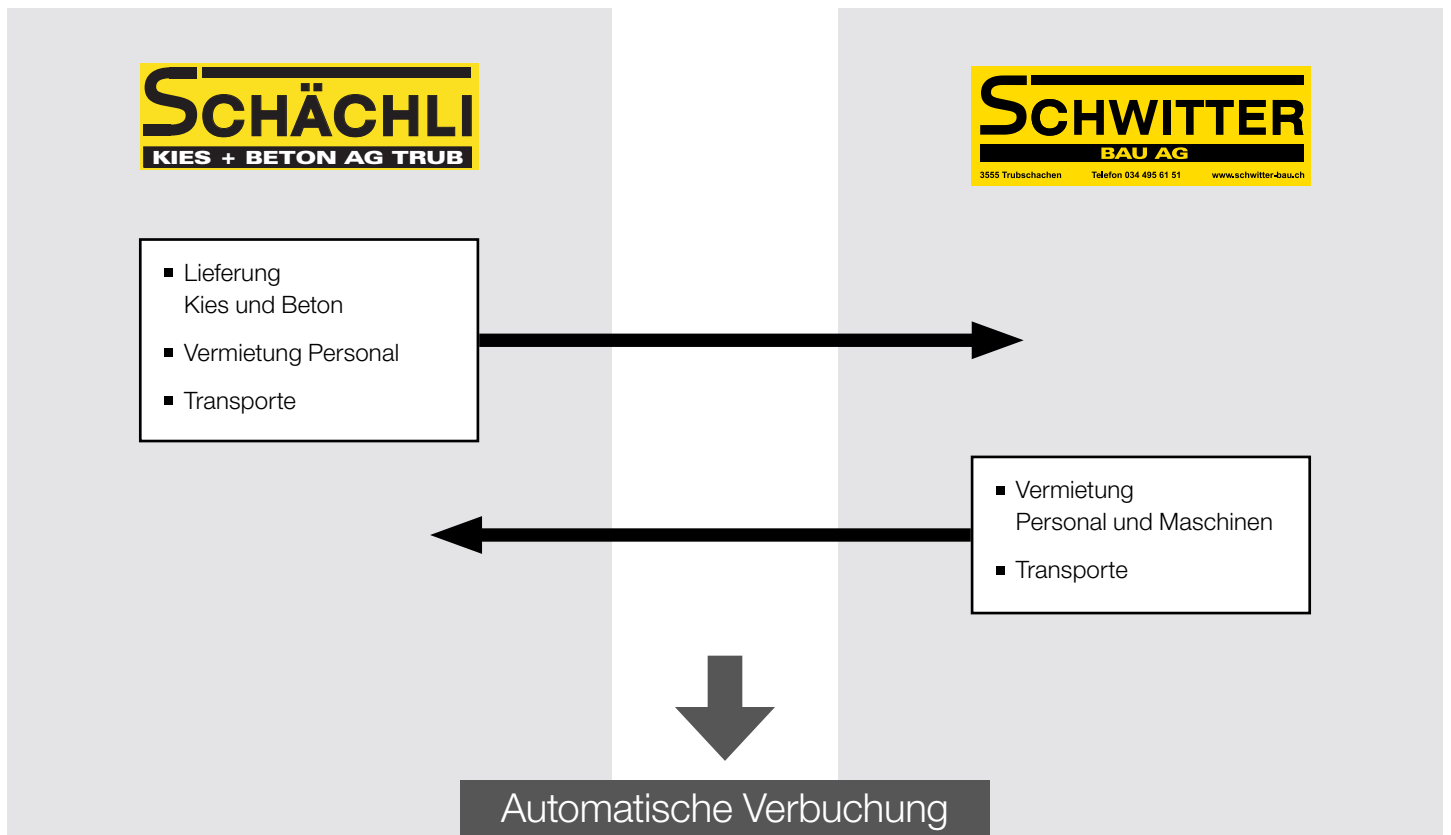 SCHÄCHLI
KIES + BETON AG TRUB
SCHWITTER
BAU AG
3555 Trubschachen Telefon 034 495 61 51 www.schwitter-bau.ch
▪ Lieferung
Kies und Beton
▪ Vermietung Personal
▪ Transporte
▪ Vermietung
Personal und Maschinen
▪ Transporte
Automatische Verbuchung